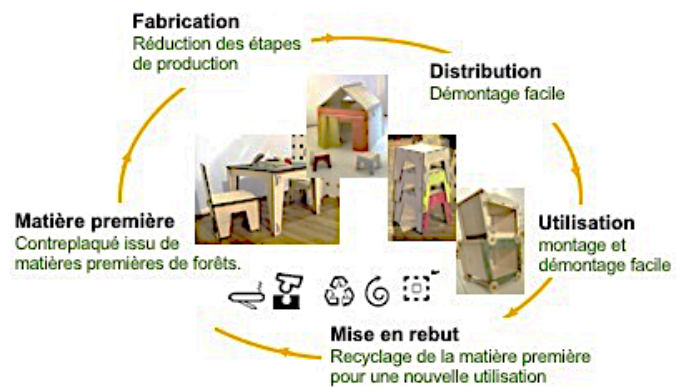 Fabrication
Réduction des étapes
de production
Distribution
Démontage facile
Utilisation
montage et
démontage facile
Mise en rebut
Recyclage de la matière première
pour une nouvelle utilisation
Matière première
Contreplaqué issu de
matières premières de forêts.